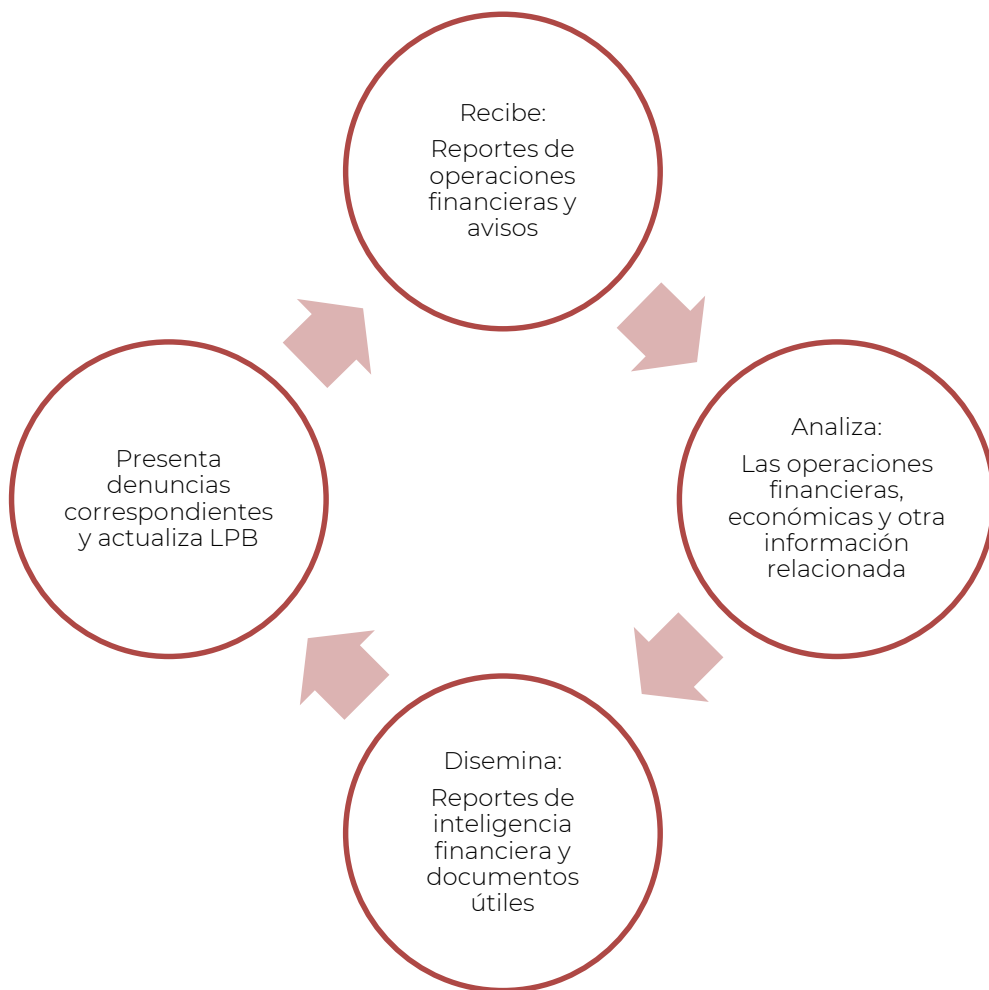 Recibe:
Reportes de
operaciones
financieras y
avisos
Analiza:
Las operaciones
financieras,
económicas y otra
información
relacionada
Disemina:
Reportes de
inteligencia
financiera y
documentos
útiles
Presenta
denuncias
correspondientes
y actualiza LPB